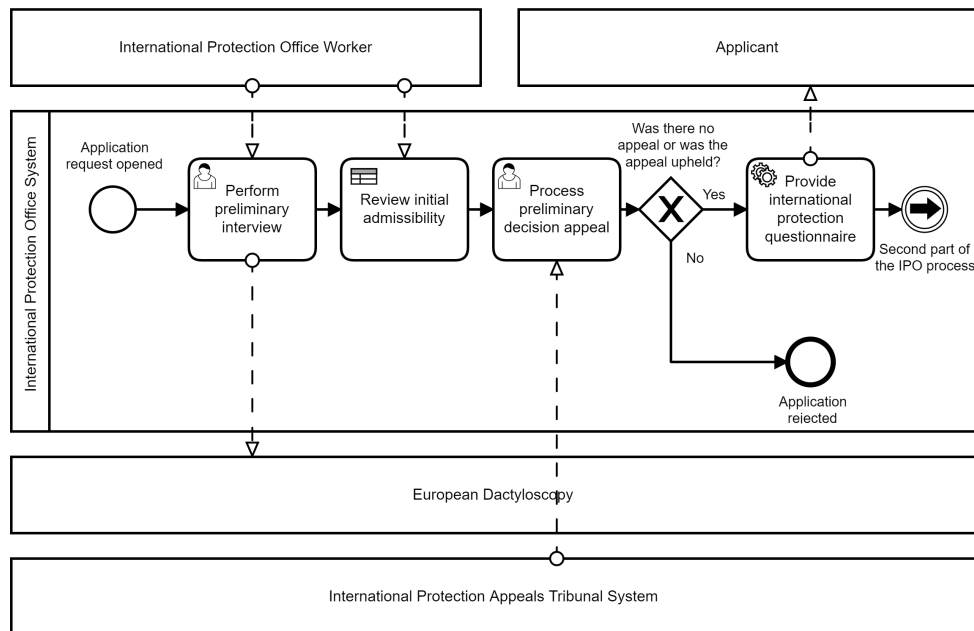 International Protection Office Worker
Applicant
International Protection Office System
Application
request opened
Perform
preliminary
interview
Review initial
admissibility
Process
preliminary
decision appeal
Was there no
appeal or was the
appeal upheld?
Yes
No
Provide
international
protection
questionnaire
Second part of
the IPO process
Application
rejected
European Dactyloscopy
International Protection Appeals Tribunal System